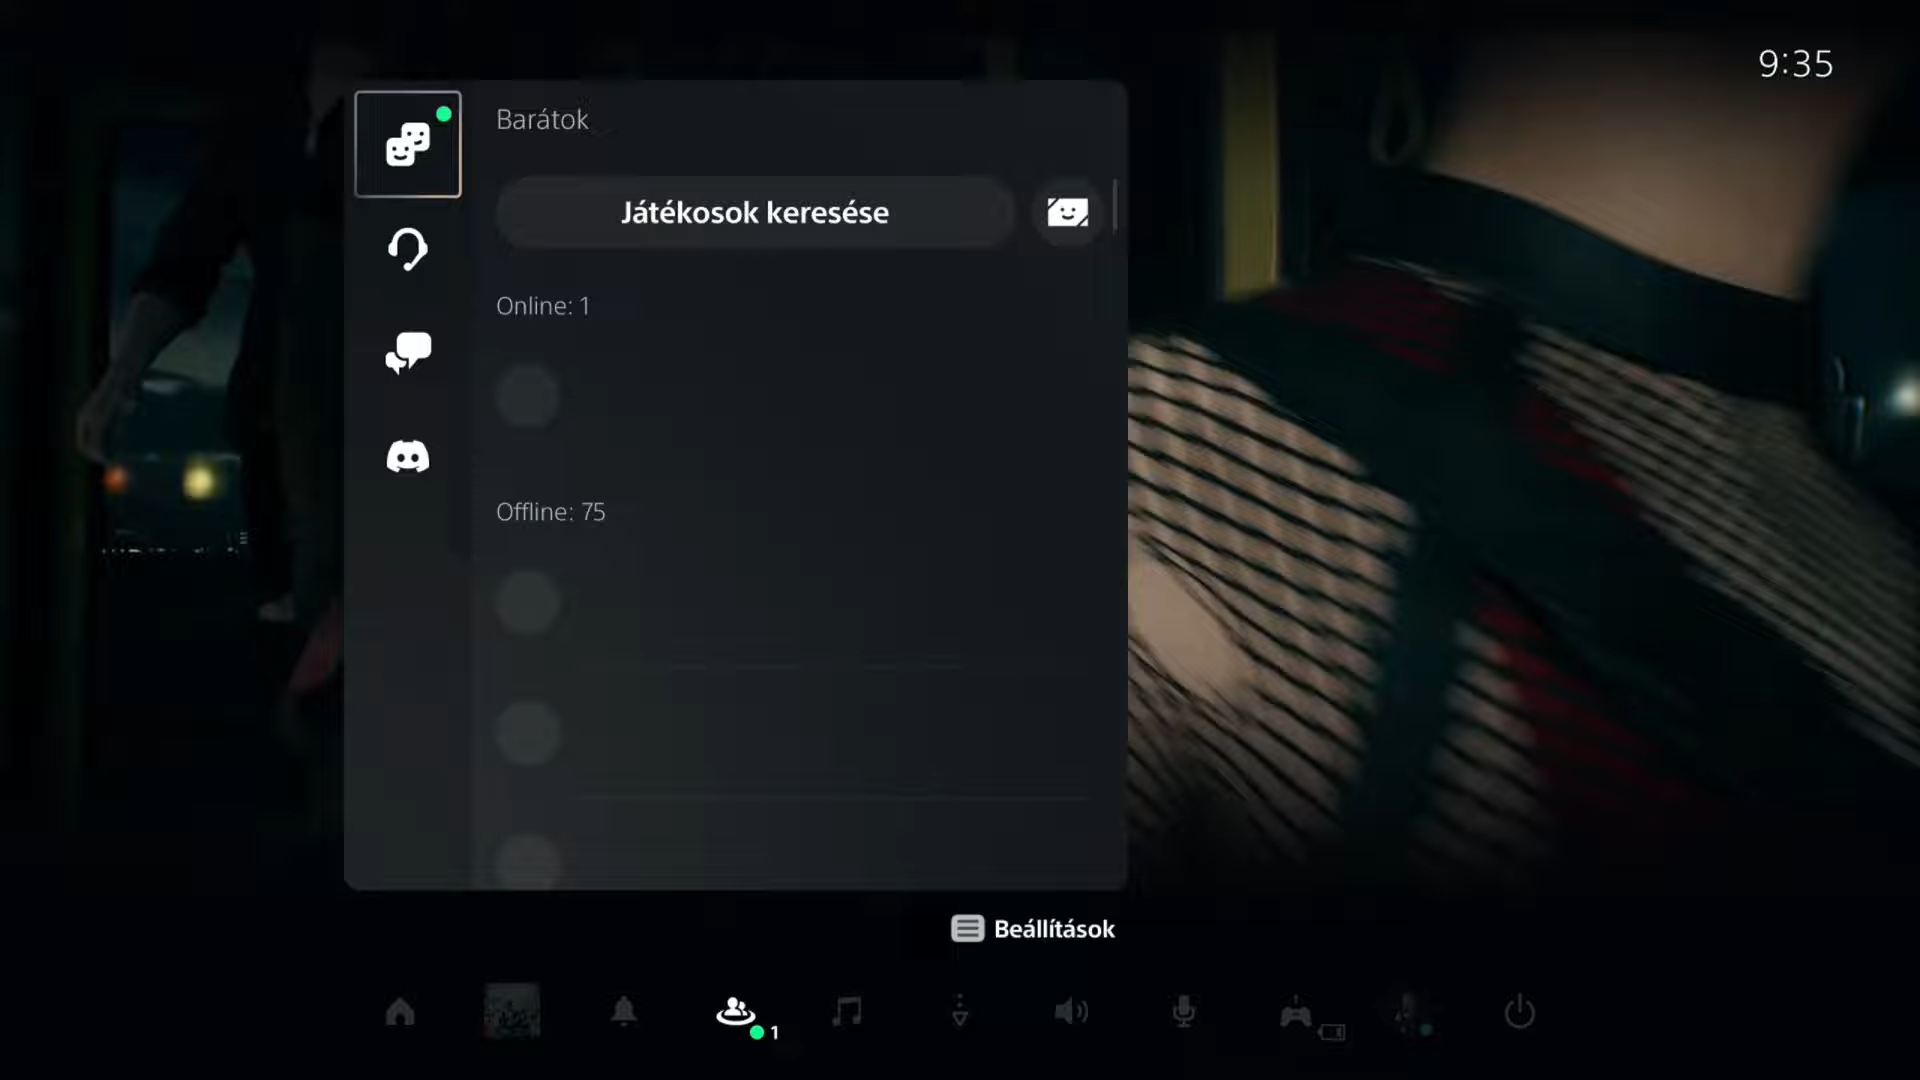 9:35
Barátok
Játékosok keresése
Online: 1
Offline: 75
Beállítások
1